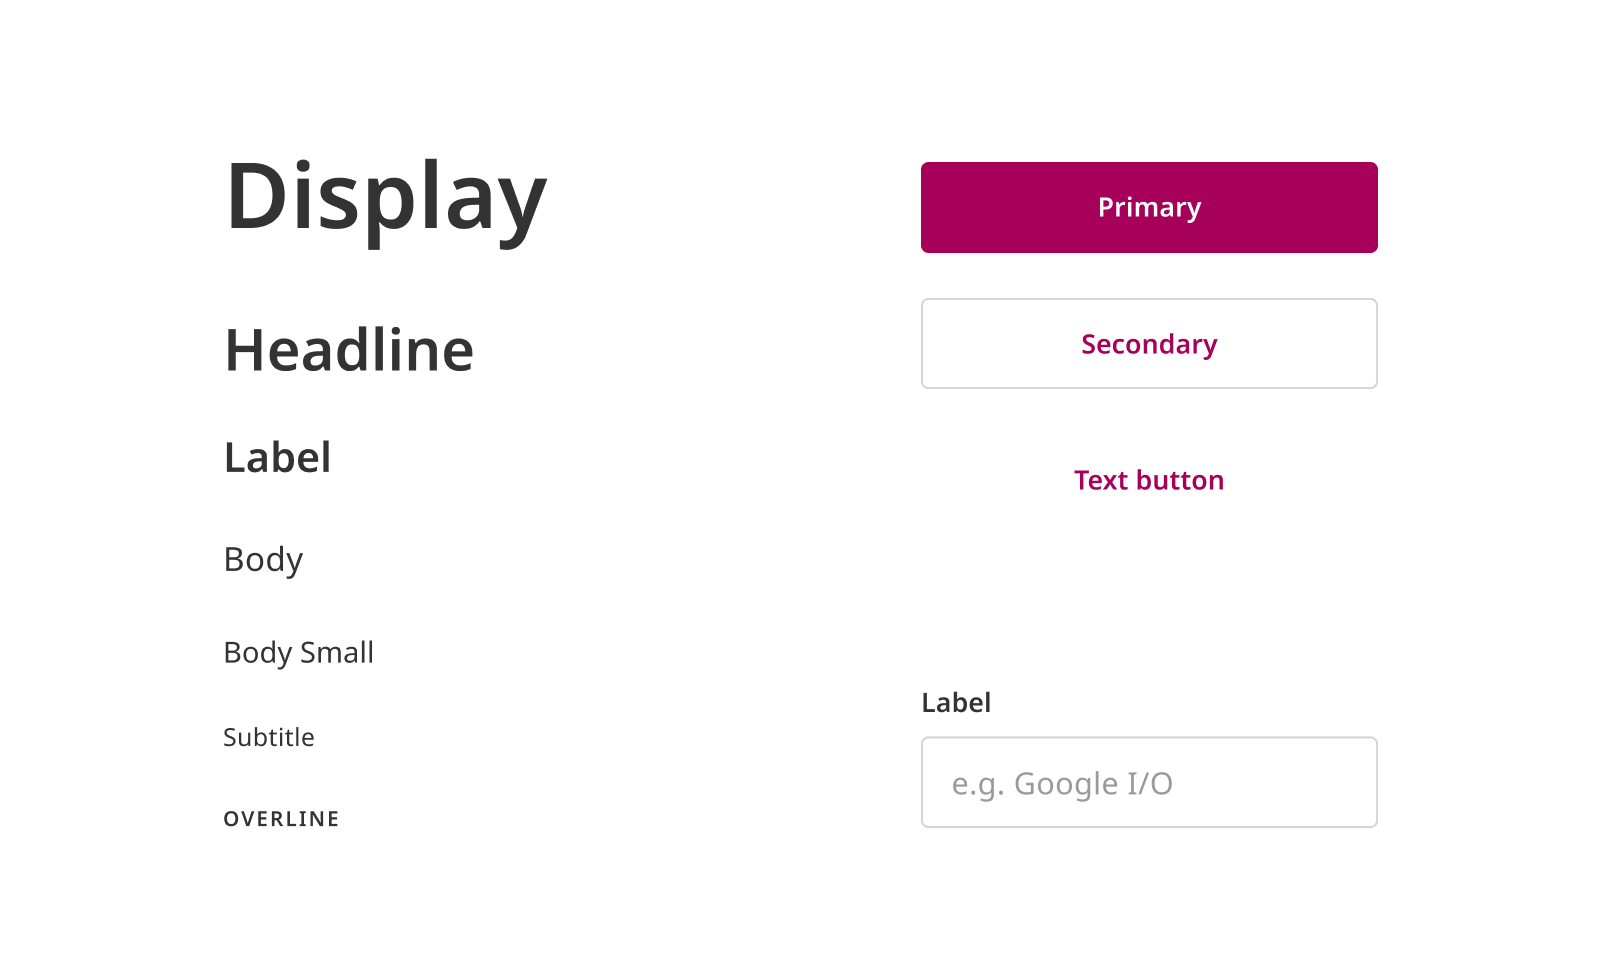 Display
Headline
Label
Body
Body Small
Subtitle
OVERLINE
Primary
Secondary
Text button
Label
e.g. Google I/O